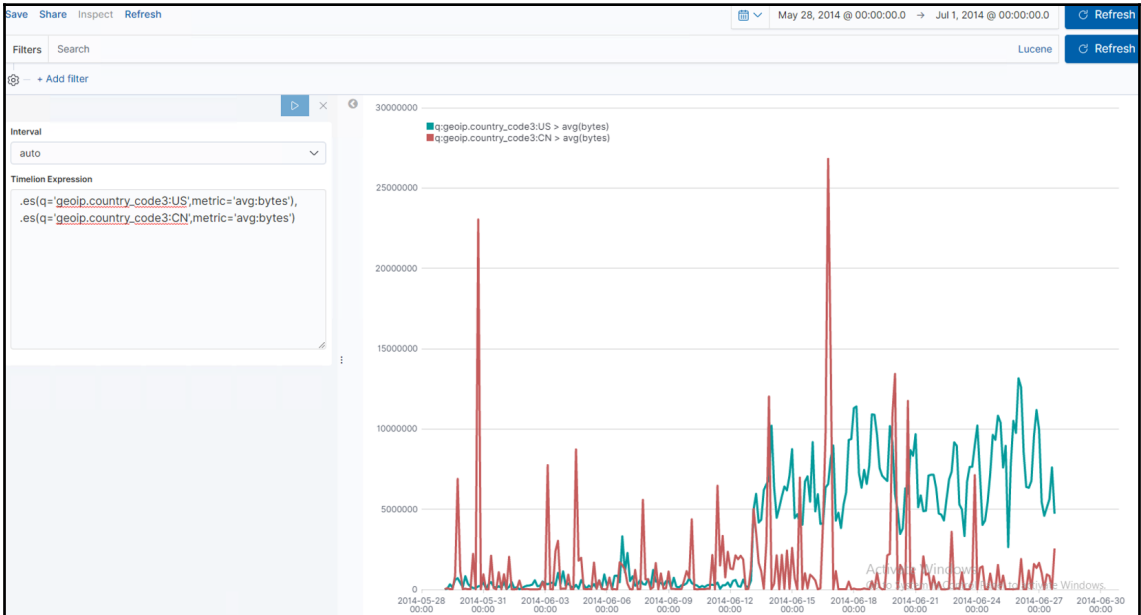 Save Share Inspect Refresh
May 28, 2014 @ 00:00:00.0 → Jul 1, 2014 @ 00:00:00.0 Refresh
Filters Search Lucene Refresh
+ Add filter
Interval
auto
Timelion Expression
.es(q='geoip.country_code3:US',metric='avg:bytes'),
.es(q='geoip.country_code3:CN',metric='avg:bytes')
30000000
q:geoip.country_code3:US > avg(bytes)
q:geoip.country_code3:CN > avg(bytes)
25000000
20000000
15000000
10000000
5000000
0
2014-05-28 2014-05-31 2014-06-03 2014-06-06 2014-06-09 2014-06-12 2014-06-15 2014-06-18 2014-06-21 2014-06-24 2014-06-27 2014-06-30
00:00 00:00 00:00 00:00 00:00 00:00 00:00 00:00 00:00 00:00 00:00 00:00
Windows
Windows.